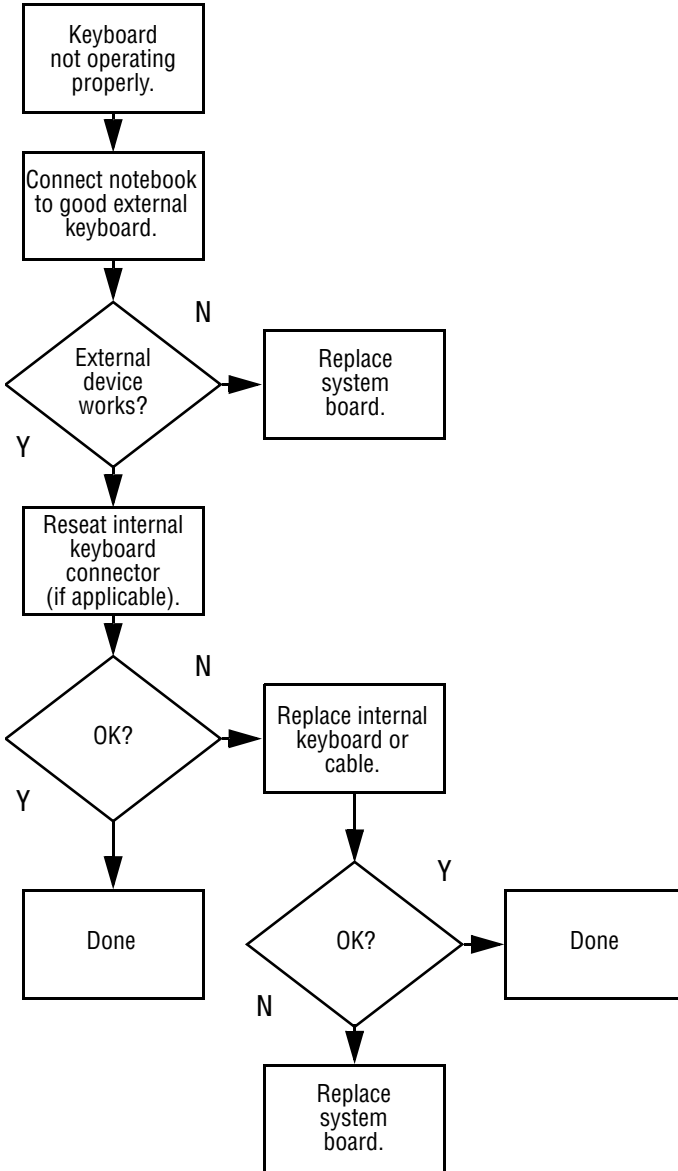 Keyboard
not operating
properly.
Connect notebook
to good external
keyboard.
N
External
device
works?
Replace
system
board.
Y
Reseat internal
keyboard
connector
(if applicable).
N
OK?
Replace internal
keyboard or
cable.
Y
Y
Done
OK?
Done
N
Replace
system
board.